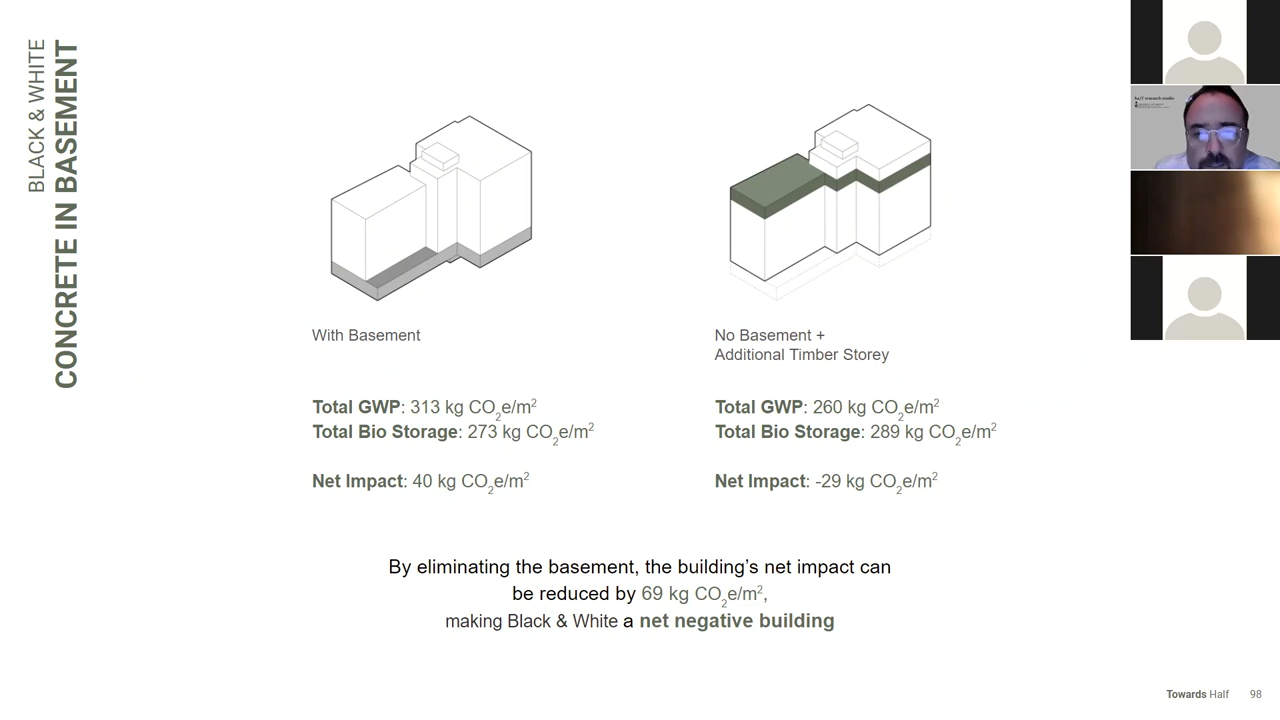 BLACK & WHITE
CONCRETE IN BASEMENT
With Basement
Total GWP: 313 kg CO2e/m2
Total Bio Storage: 273 kg CO2e/m2
Net Impact: 40 kg CO2e/m2
No Basement +
Additional Timber Storey
Total GWP: 260 kg CO2e/m2
Total Bio Storage: 289 kg CO2e/m2
Net Impact: -29 kg CO2e/m2
By eliminating the basement, the building’s net impact can
be reduced by 69 kg CO2e/m2,
making Black & White a net negative building
Towards Half 98